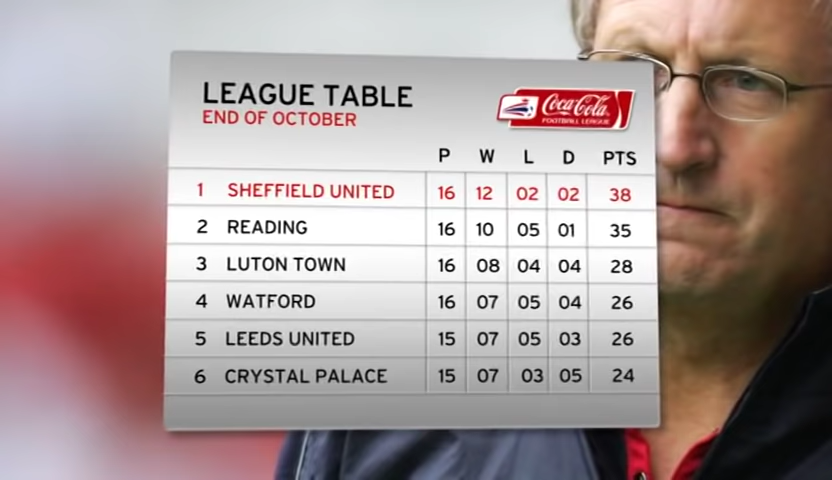 LEAGUE TABLE
END OF OCTOBER
Coca-Cola
FOOTBALL LEAGUE
P W L D PTS
1 SHEFFIELD UNITED 16 12 02 02 38
2 READING 16 10 05 01 35
3 LUTON TOWN 16 08 04 04 28
4 WATFORD 16 07 05 04 26
5 LEEDS UNITED 15 07 05 03 26
6 CRYSTAL PALACE 15 07 03 05 24